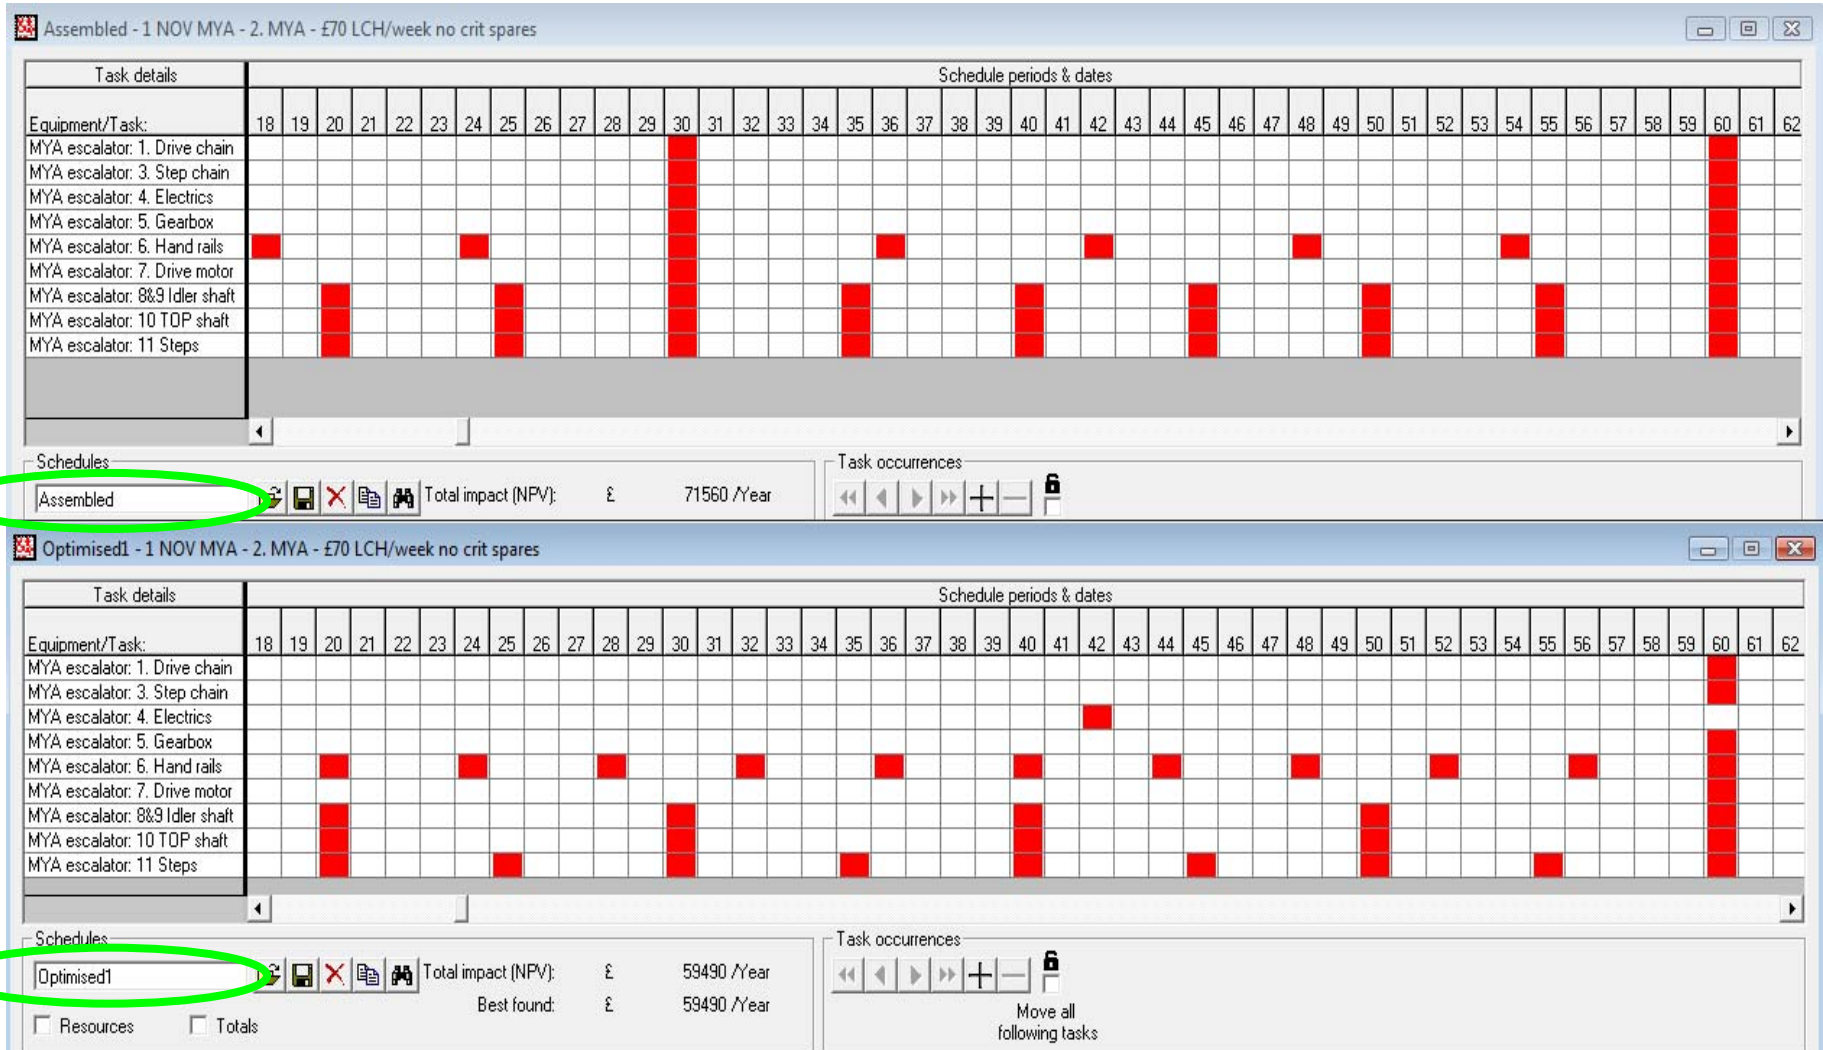 Assembled - 1 NOV MYA - 2. MYA - £70 LCH/week no crit spares
Task details Schedule periods & dates
Equipment/Task: 18 19 20 21 22 23 24 25 26 27 28 29 30 31 32 33 34 35 36 37 38 39 40 41 42 43 44 45 46 47 48 49 50 51 52 53 54 55 56 57 58 59 60 61 62
MYA escalator: 1. Drive chain
MYA escalator: 3. Step chain
MYA escalator: 4. Electrics
MYA escalator: 5. Gearbox
MYA escalator: 6. Hand rails
MYA escalator: 7. Drive motor
MYA escalator: 8&9 Idler shaft
MYA escalator: 10 TOP shaft
MYA escalator: 11 Steps
Schedules Task occurrences
Assembled Total impact (NPV): £ 71560 /Year
Optimised1 - 1 NOV MYA - 2. MYA - £70 LCH/week no crit spares
Task details Schedule periods & dates
Equipment/Task: 18 19 20 21 22 23 24 25 26 27 28 29 30 31 32 33 34 35 36 37 38 39 40 41 42 43 44 45 46 47 48 49 50 51 52 53 54 55 56 57 58 59 60 61 62
MYA escalator: 1. Drive chain
MYA escalator: 3. Step chain
MYA escalator: 4. Electrics
MYA escalator: 5. Gearbox
MYA escalator: 6. Hand rails
MYA escalator: 7. Drive motor
MYA escalator: 8&9 Idler shaft
MYA escalator: 10 TOP shaft
MYA escalator: 11 Steps
Schedules Task occurrences
Optimised1 Total impact (NPV): £ 59490 /Year
Best found: £ 59490 /Year
Resources Totals
Move all
following tasks